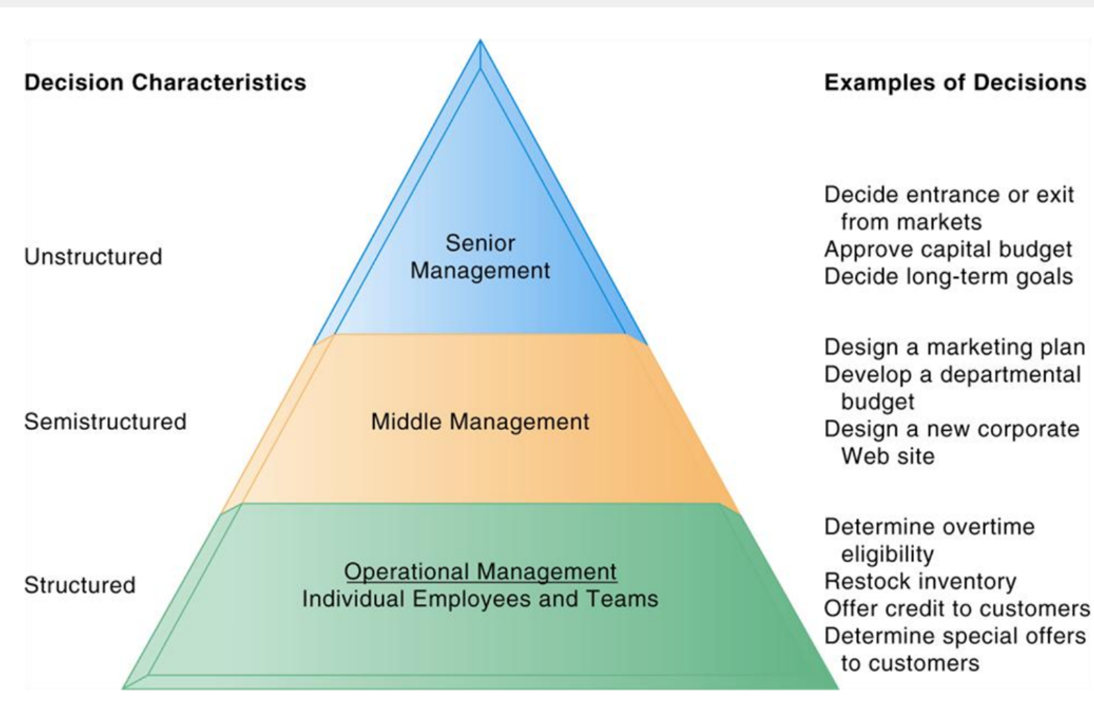 Decision Characteristics
Examples of Decisions
Unstructured
Senior
Management
Decide entrance or exit
from markets
Approve capital budget
Decide long-term goals
Semistructured
Middle Management
Design a marketing plan
Develop a departmental
budget
Design a new corporate
Web site
Structured
Operational Management
Individual Employees and Teams
Determine overtime
eligibility
Restock inventory
Offer credit to customers
Determine special offers
to customers